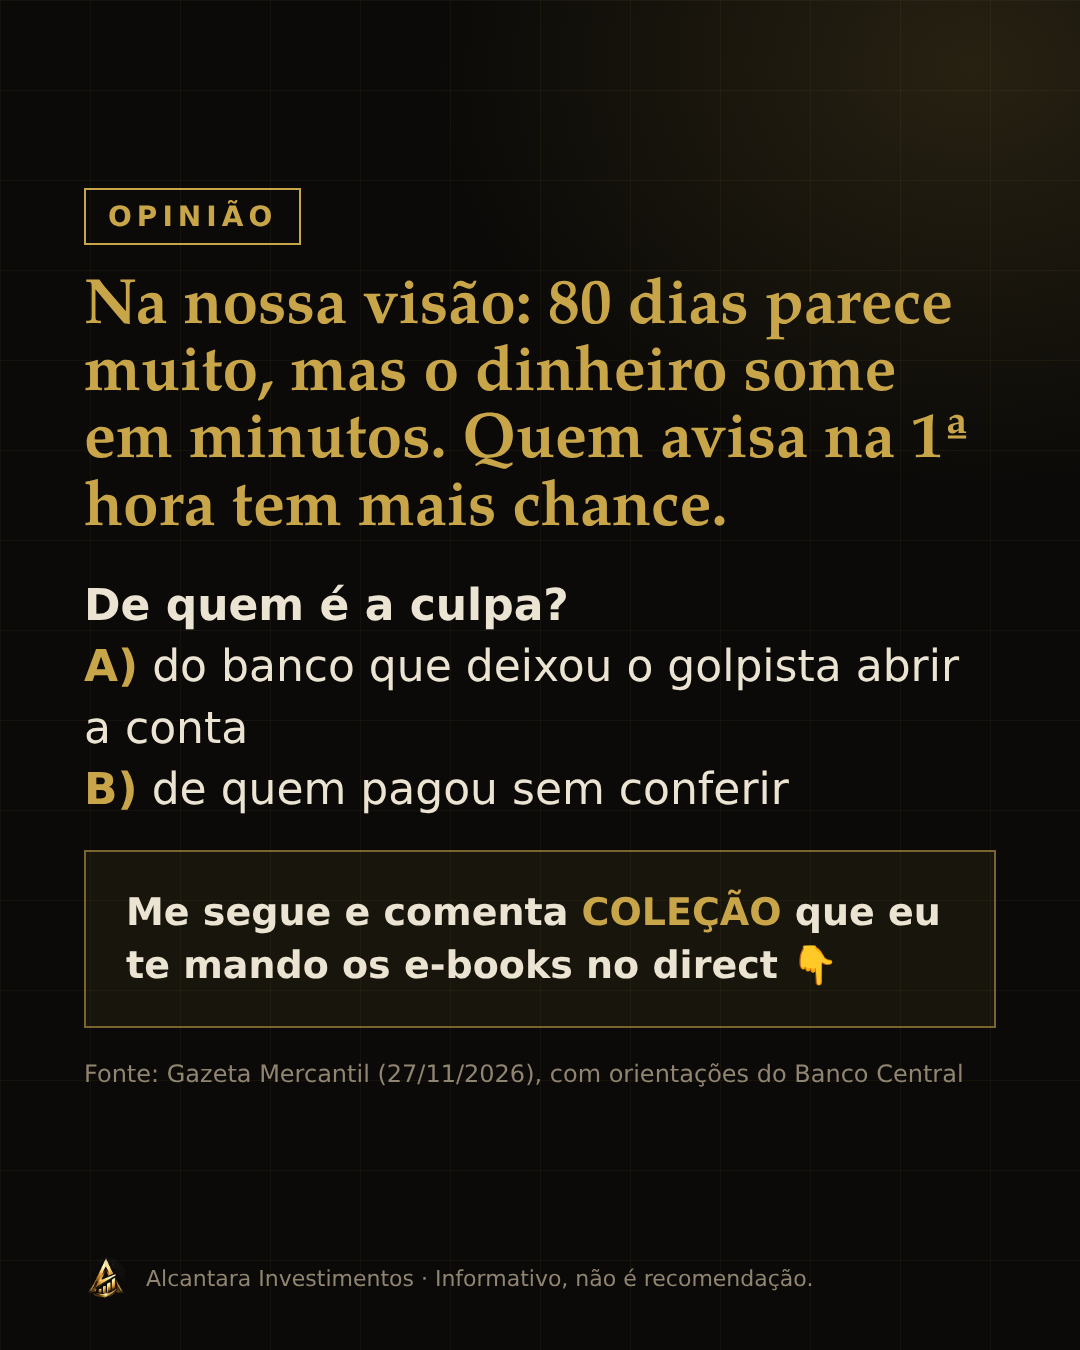 OPINIÃO
Na nossa visão: 80 dias parece
muito, mas o dinheiro some
em minutos. Quem avisa na 1ª
hora tem mais chance.
De quem é a culpa?
A) do banco que deixou o golpista abrir
a conta
B) de quem pagou sem conferir
Me segue e comenta COLEÇÃO que eu
te mando os e-books no direct 👇
Fonte: Gazeta Mercantil (27/11/2026), com orientações do Banco Central
Alcantara Investimentos · Informativo, não é recomendação.